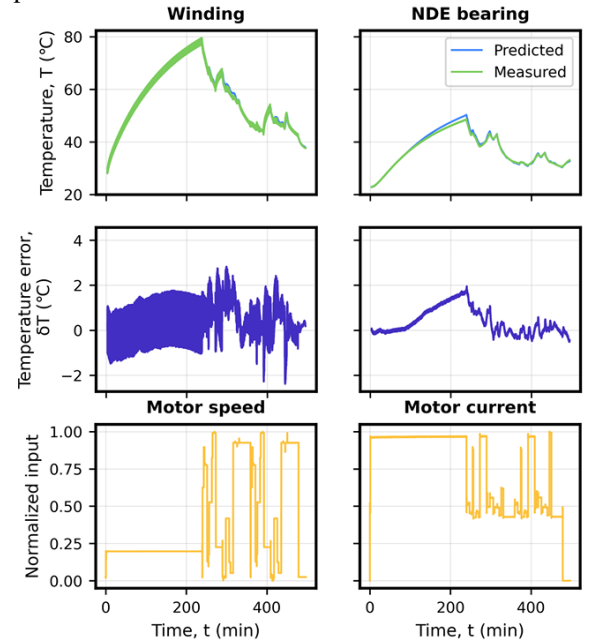 Winding
NDE bearing
Temperature, T (°C)
80
60
40
20
Predicted
Measured
Temperature error,
δT (°C)
4
2
0
−2
Motor speed
Motor current
Normalized input
1.00
0.75
0.50
0.25
0.00
0 200 400
0 200 400
Time, t (min)
Time, t (min)